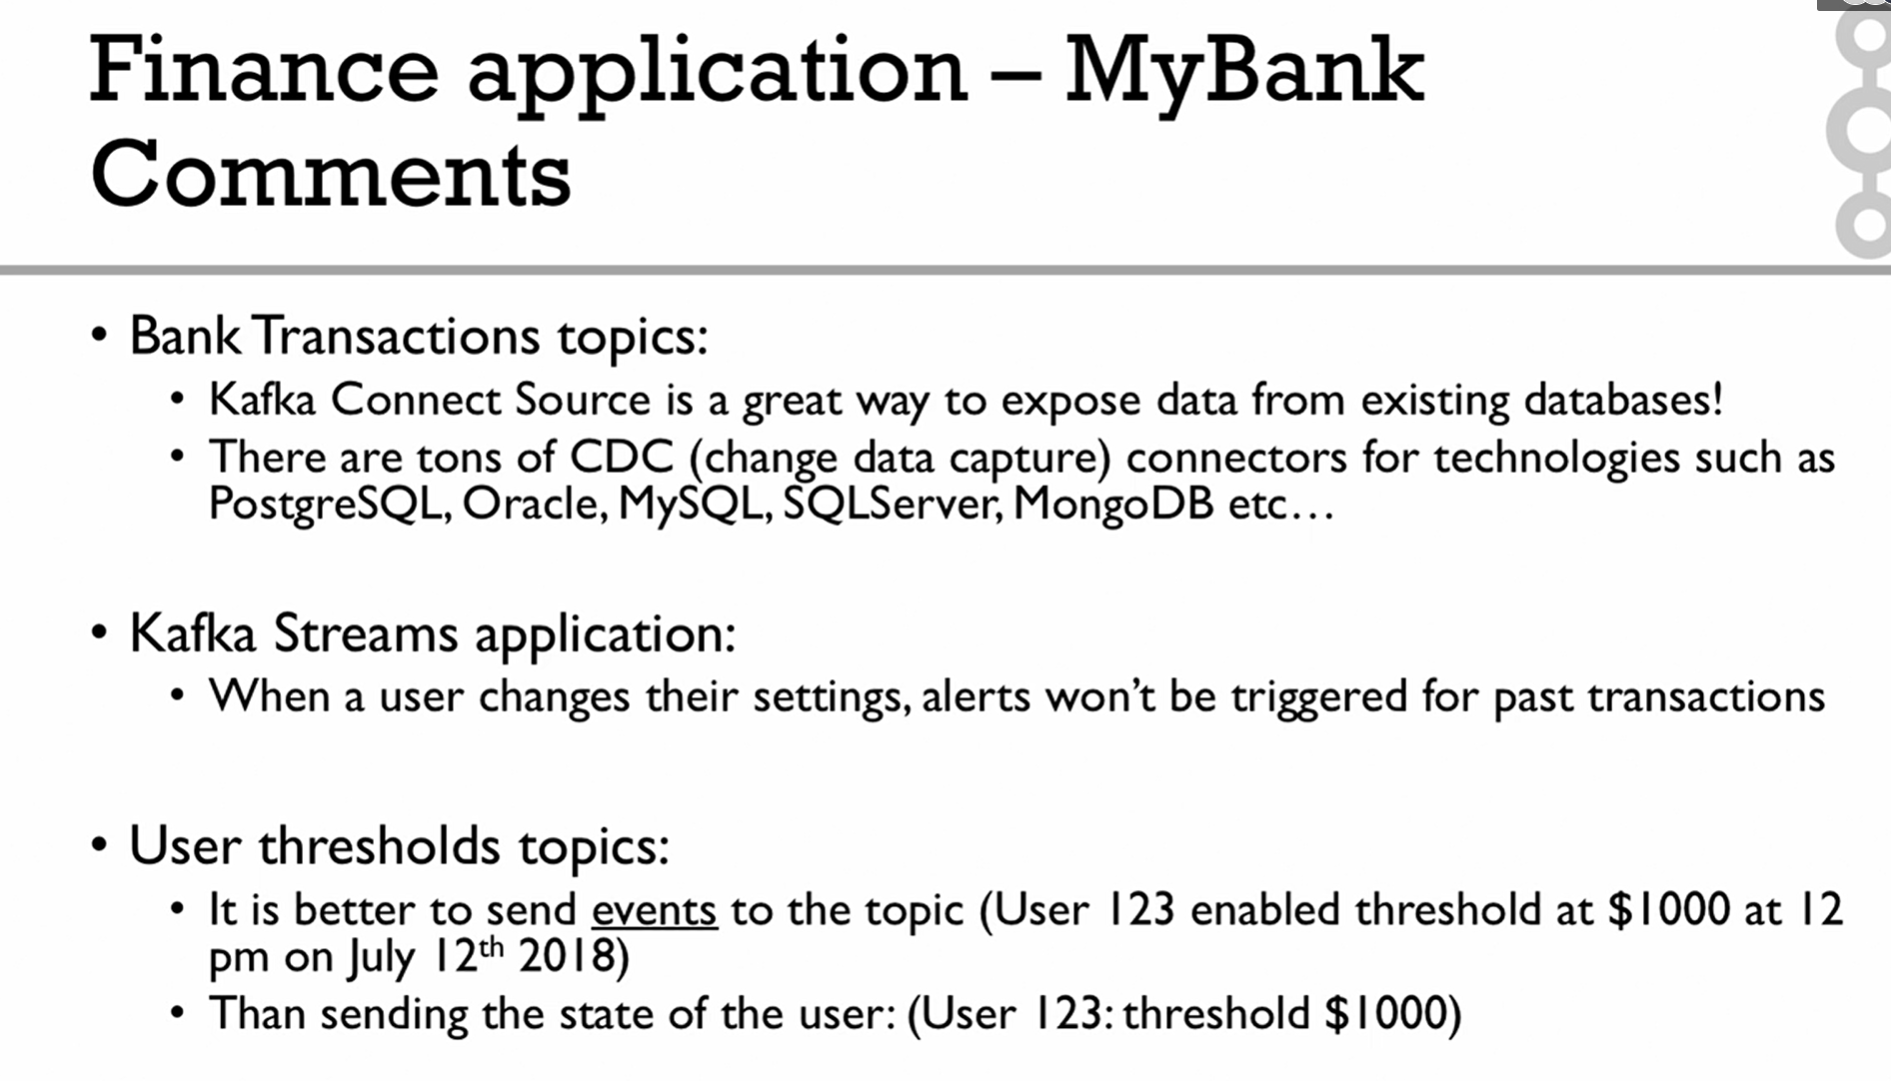 Finance application – MyBank
Comments
• Bank Transactions topics:
• Kafka Connect Source is a great way to expose data from existing databases!
• There are tons of CDC (change data capture) connectors for technologies such as
PostgreSQL, Oracle, MySQL, SQLServer, MongoDB etc…
• Kafka Streams application:
• When a user changes their settings, alerts won’t be triggered for past transactions
• User thresholds topics:
• It is better to send events to the topic (User 123 enabled threshold at $1000 at 12
pm on July 12th 2018)
• Than sending the state of the user: (User 123: threshold $1000)